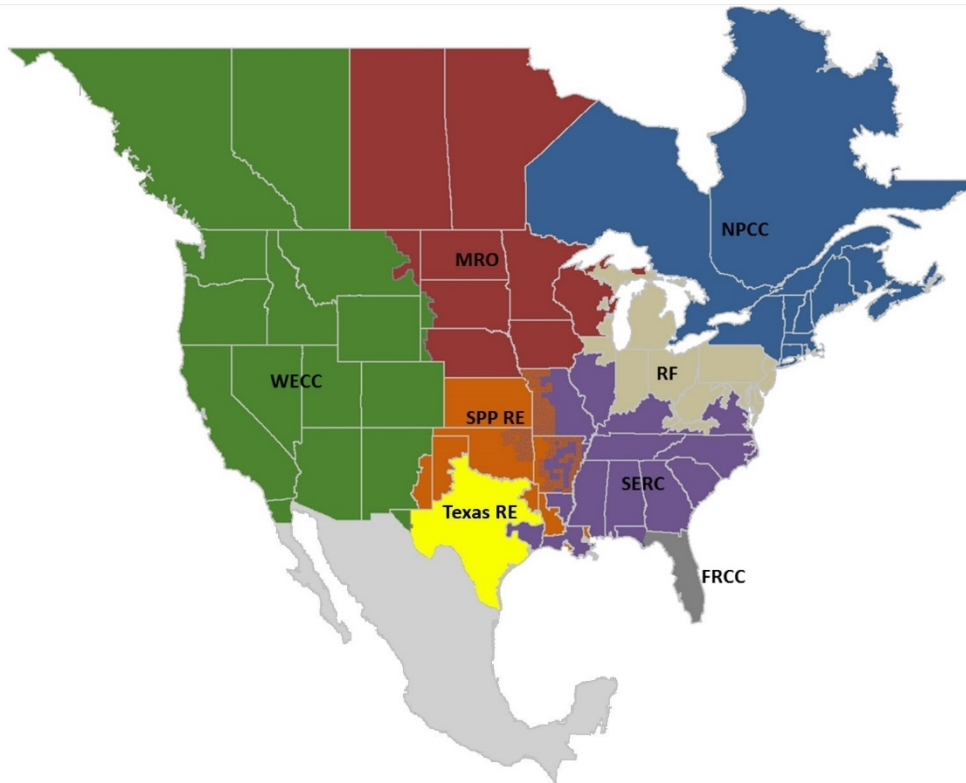 NPCC
MRO
RF
WECC
SPP RE
SERC
Texas RE
FRCC